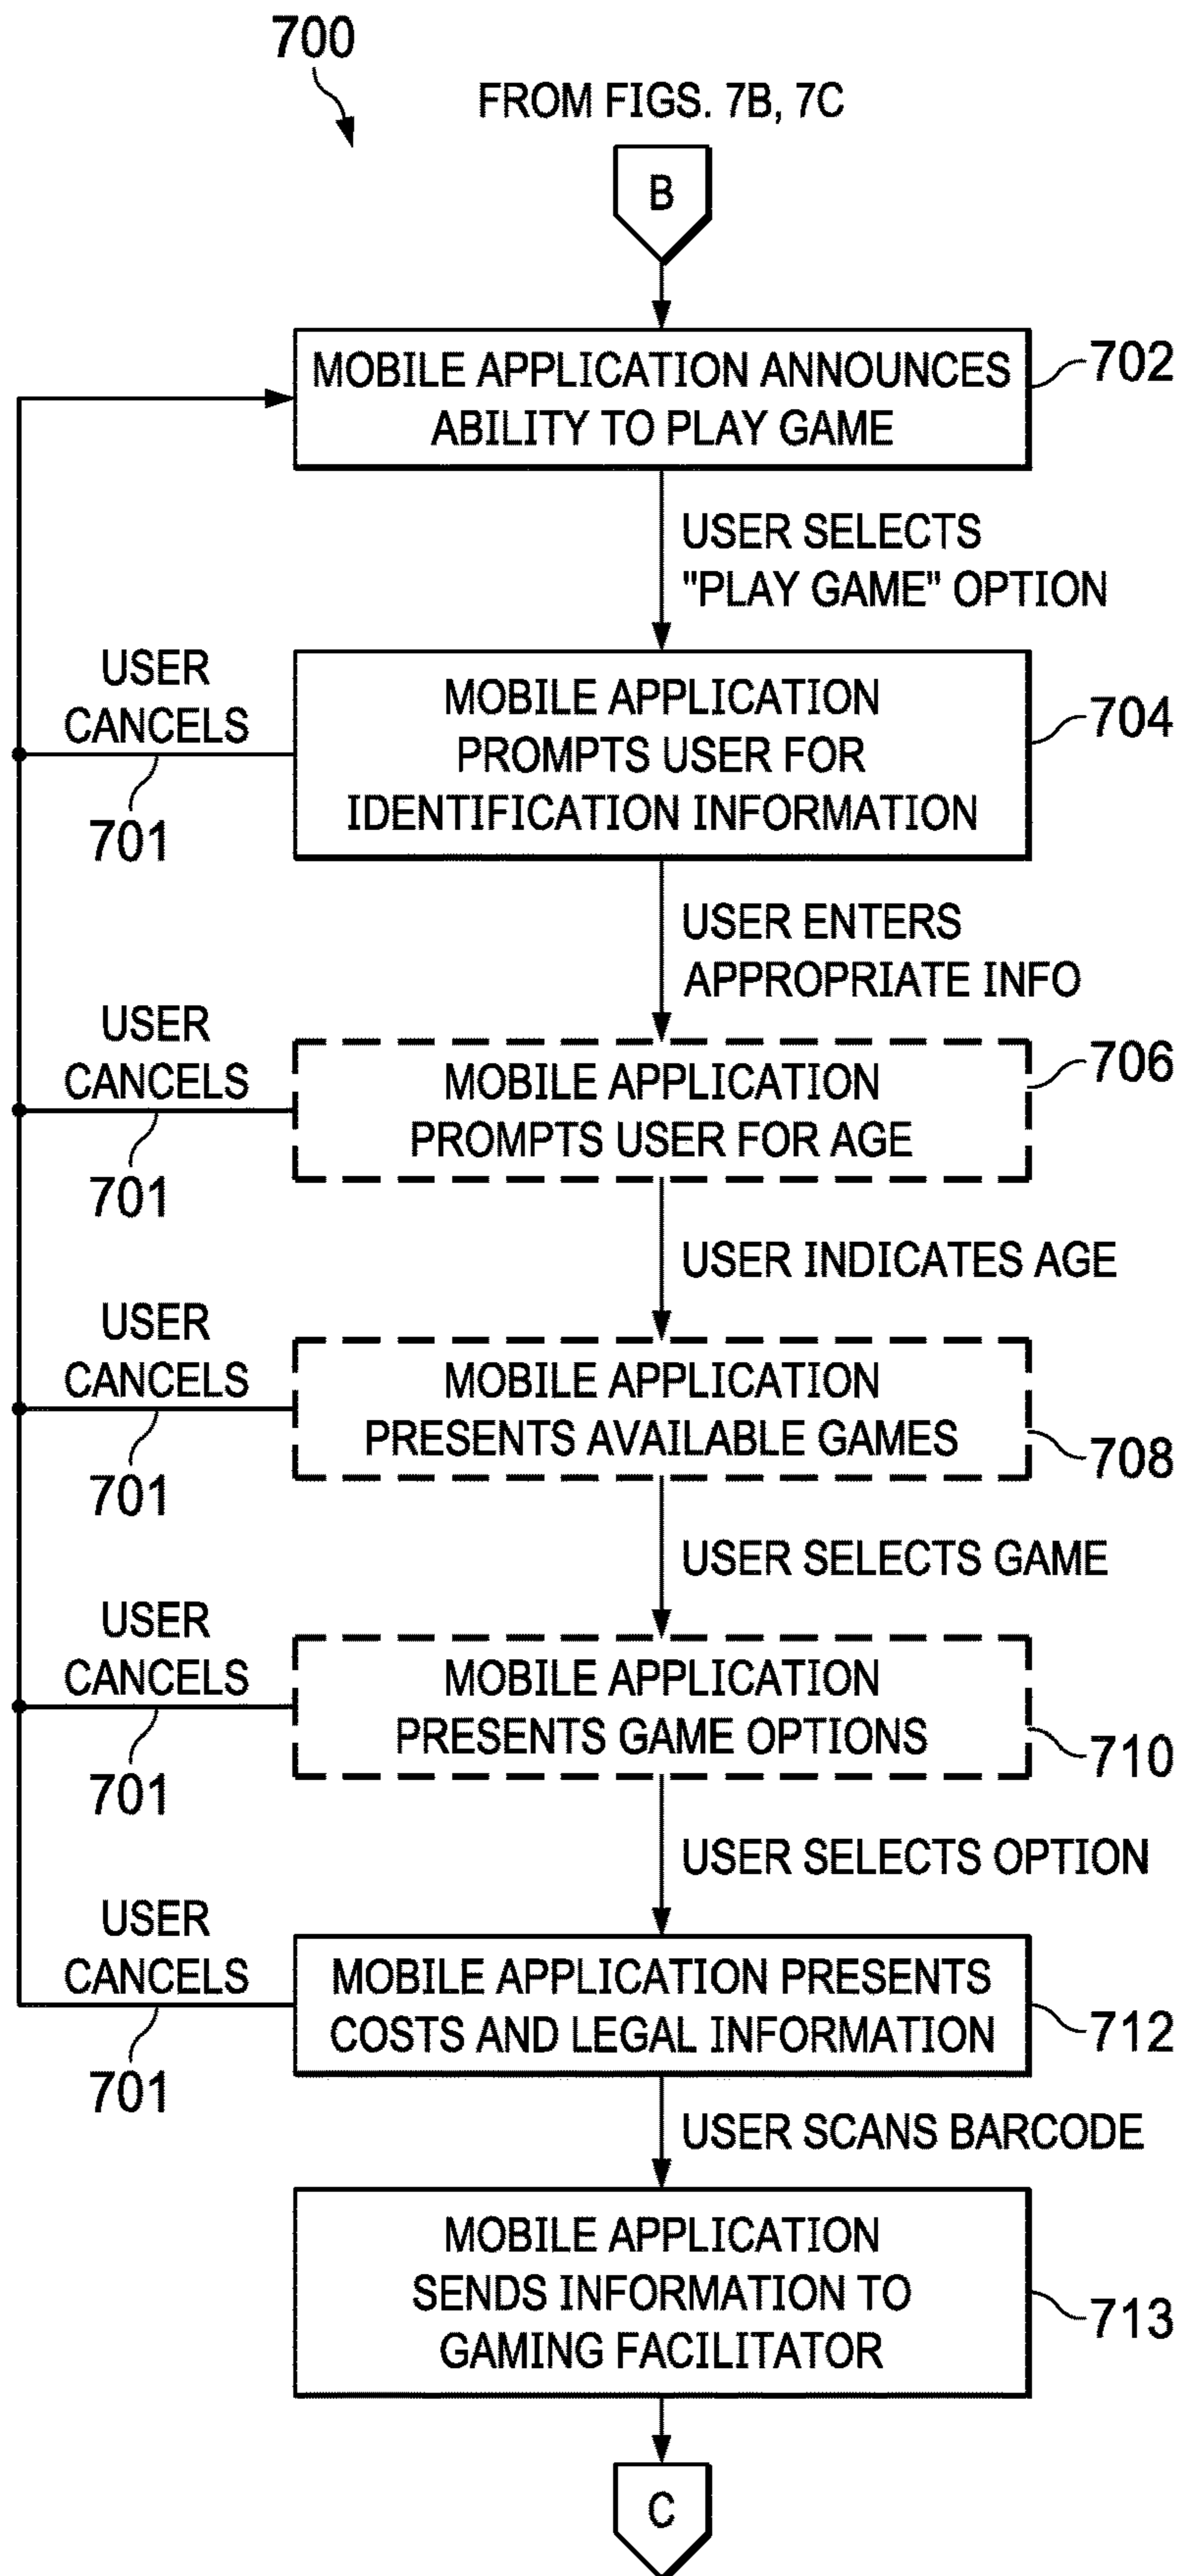 700
FROM FIGS. 7B, 7C
B
MOBILE APPLICATION ANNOUNCES
ABILITY TO PLAY GAME
702
USER SELECTS
"PLAY GAME" OPTION
USER
CANCELS
701
MOBILE APPLICATION
PROMPTS USER FOR
IDENTIFICATION INFORMATION
704
USER ENTERS
APPROPRIATE INFO
USER
CANCELS
701
MOBILE APPLICATION
PROMPTS USER FOR AGE
706
USER INDICATES AGE
USER
CANCELS
701
MOBILE APPLICATION
PRESENTS AVAILABLE GAMES
708
USER SELECTS GAME
USER
CANCELS
701
MOBILE APPLICATION
PRESENTS GAME OPTIONS
710
USER SELECTS OPTION
USER
CANCELS
701
MOBILE APPLICATION PRESENTS
COSTS AND LEGAL INFORMATION
712
USER SCANS BARCODE
MOBILE APPLICATION
SENDS INFORMATION TO
GAMING FACILITATOR
713
C